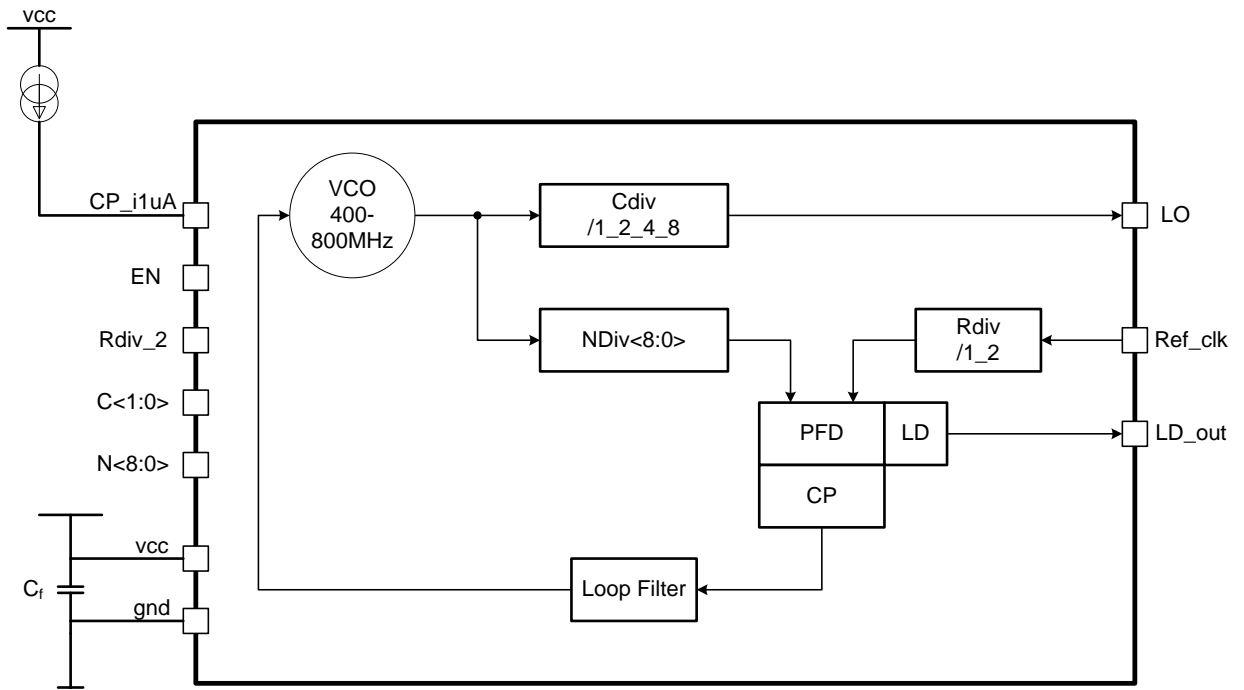 vcc
CP_i1uA
EN
Rdiv_2
C<1:0>
N<8:0>
vcc
Cf
gnd
VCO
400-
800MHz
Cdiv
/1_2_4_8
NDiv<8:0>
Rdiv
/1_2
PFD
LD
CP
Loop Filter
LO
Ref_clk
LD_out